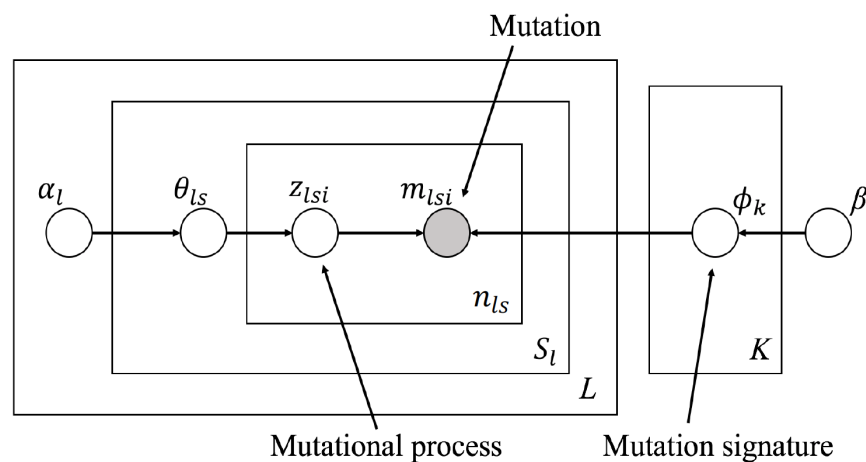 Mutation
α_l θ_ls z_lsi m_lsi ϕ_k β
n_ls
S_l K
L
Mutational process Mutation signature